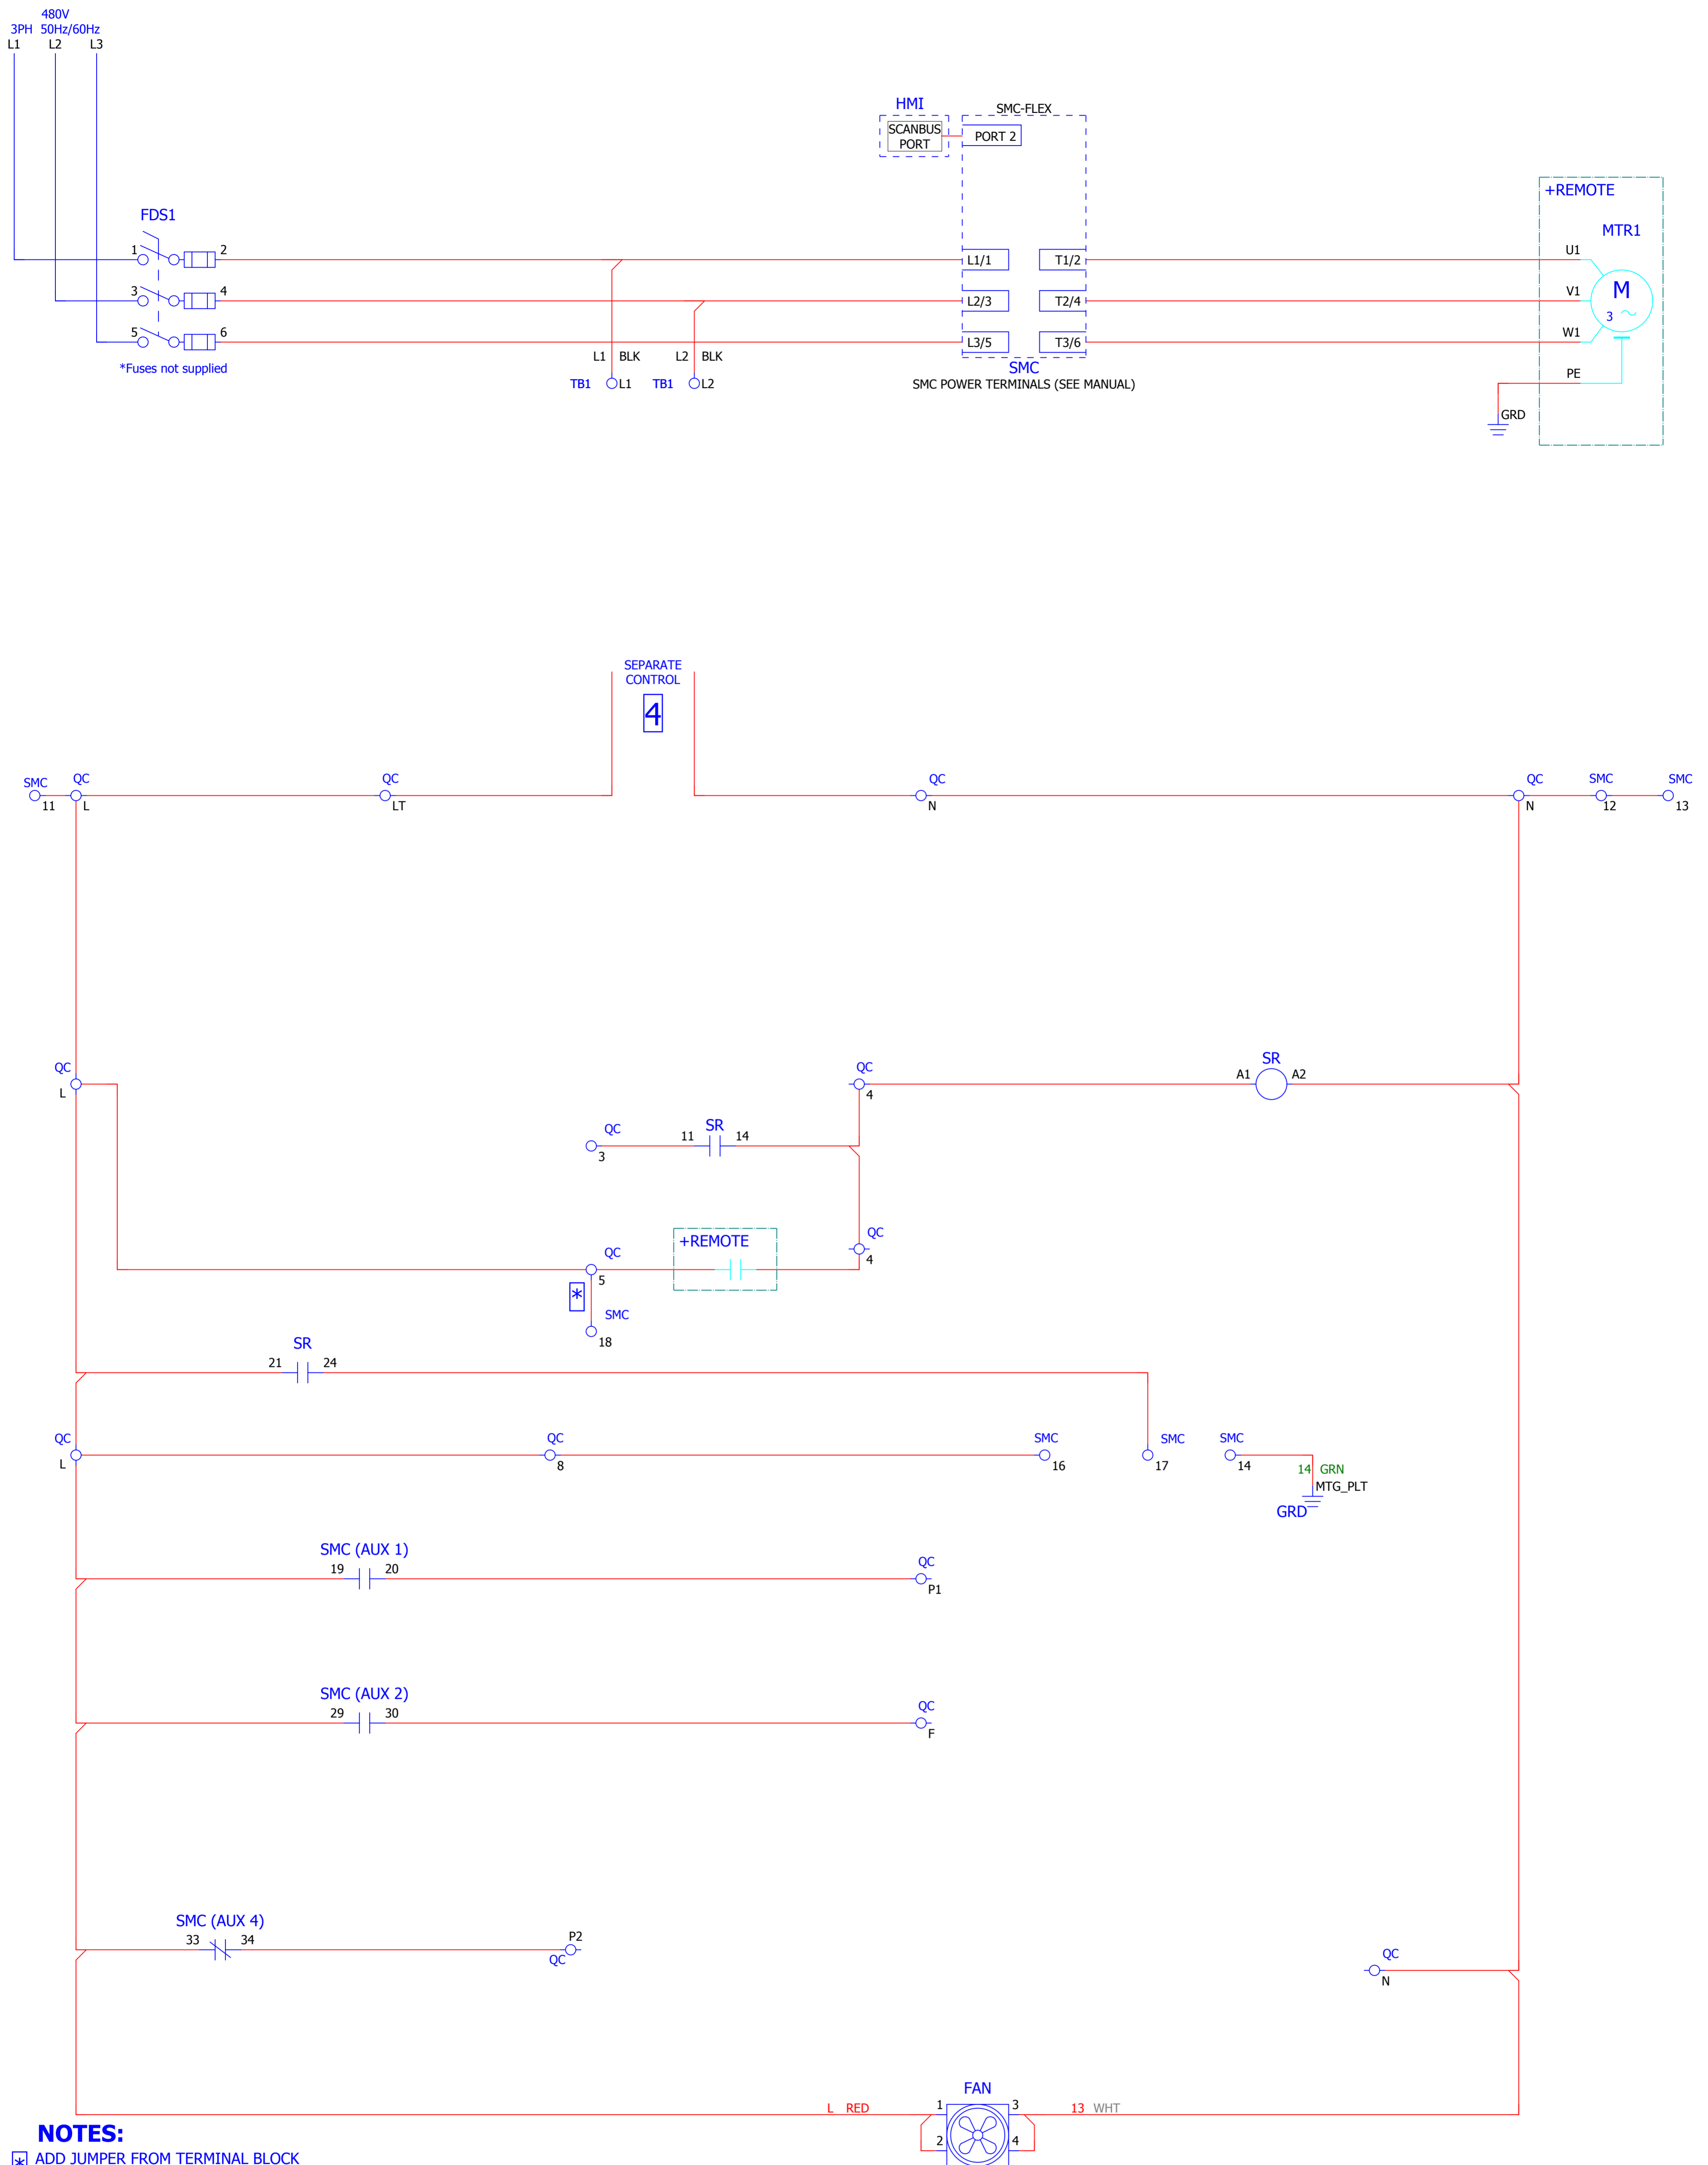 480V
3PH 50Hz/60Hz
L1 L2 L3
HMI
SMC-FLEX
SCANBUS
PORT
PORT 2
+REMOTE
FDS1
MTR1
1 2
L1/1 T1/2
U1
3 4
L2/3 T2/4
V1
M
3
5 6
L3/5 T3/6
W1
*Fuses not supplied
L1 BLK L2 BLK
SMC
TB1 L1 TB1 L2
SMC POWER TERMINALS (SEE MANUAL)
PE
GRD
SEPARATE
CONTROL
4
SMC QC QC QC QC SMC SMC
11 L LT N N 12 13
QC QC SR
L 4 A1 A2
QC SR
3 11 14
QC
4
+REMOTE
QC
5
*
SMC
18
SR
21 24
QC QC SMC SMC SMC
L 8 16 17 14
14 GRN
MTG_PLT
GRD
SMC (AUX 1)
19 20
QC
P1
SMC (AUX 2)
29 30
QC
F
SMC (AUX 4)
33 34
P2
QC
QC
N
FAN
L RED 1 3 13 WHT
2 4
NOTES:
* ADD JUMPER FROM TERMINAL BLOCK